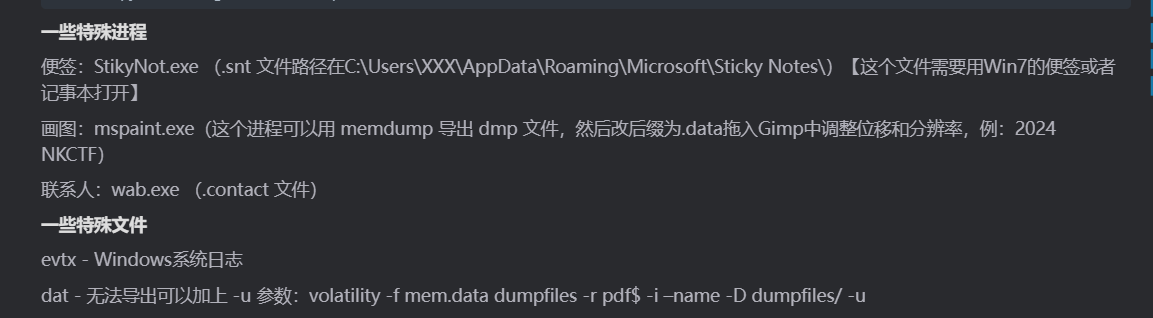 一些特殊进程
便签：StikyNot.exe （.snt 文件路径在C:\Users\XXX\AppData\Roaming\Microsoft\Sticky Notes\）【这个文件需要用Win7的便签或者
记事本打开】
画图：mspaint.exe（这个进程可以用 memdump 导出 dmp 文件，然后改后缀为.data拖入Gimp中调整位移和分辨率，例：2024
NKCTF）
联系人：wab.exe （.contact 文件）
一些特殊文件
evtx - Windows系统日志
dat - 无法导出可以加上 -u 参数：volatility -f mem.data dumpfiles -r pdf$ -i –name -D dumpfiles/ -u